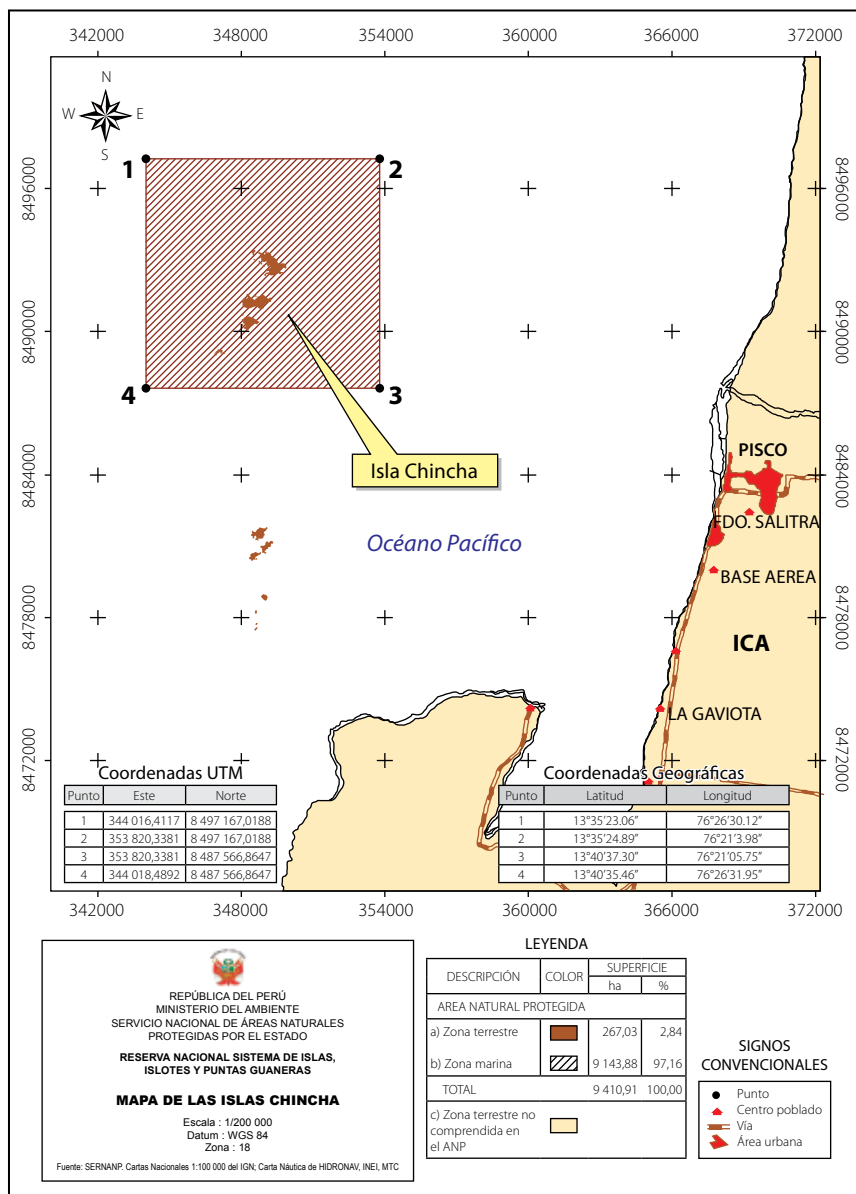 342000 348000 354000 360000 366000 372000
N
W E
S
1 2
8496000 8496000
8490000 8490000
4 3
Isla Chincha
PISCO
8484000 8484000
FDO. SALITRA
Océano Pacífico
BASE AEREA
8478000 8478000
ICA
LA GAVIOTA
8472000 8472000
Coordenadas UTM
Punto Este Norte
1 344 016,4117 8 497 167,0188
2 353 820,3381 8 497 167,0188
3 353 820,3381 8 487 566,8647
4 344 018,4892 8 487 566,8647
Coordenadas Geográficas
Punto Latitud Longitud
1 13°35’23.06” 76°26’30.12”
2 13°35’24.89” 76°21’3.98”
3 13°40’37.30” 76°21’05.75”
4 13°40’35.46” 76°26’31.95”
342000 348000 354000 360000 366000 372000
REPÚBLICA DEL PERÚ
MINISTERIO DEL AMBIENTE
SERVICIO NACIONAL DE ÁREAS NATURALES
PROTEGIDAS POR EL ESTADO
RESERVA NACIONAL SISTEMA DE ISLAS,
ISLOTES Y PUNTAS GUANERAS
MAPA DE LAS ISLAS CHINCHA
Escala : 1/200 000
Datum : WGS 84
Zona : 18
Fuente: SERNANP. Cartas Nacionales 1:100 000 del IGN; Carta Náutica de HIDRONAV, INEI, MTC
LEYENDA
DESCRIPCIÓN COLOR SUPERFICIE
ha %
AREA NATURAL PROTEGIDA
a) Zona terrestre 267,03 2,84
b) Zona marina 9 143,88 97,16
TOTAL 9 410,91 100,00
c) Zona terrestre no
comprendida en
el ANP
SIGNOS
CONVENCIONALES
Punto
Centro poblado
Vía
Área urbana